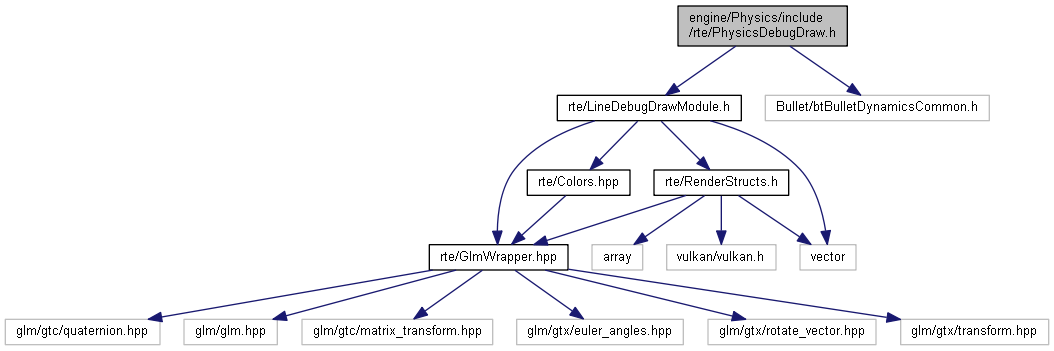 engine/Physics/include
/rte/PhysicsDebugDraw.h
rte/LineDebugDrawModule.h
Bullet/btBulletDynamicsCommon.h
rte/Colors.hpp
rte/RenderStructs.h
rte/GlmWrapper.hpp
array
vulkan/vulkan.h
vector
glm/gtc/quaternion.hpp
glm/glm.hpp
glm/gtc/matrix_transform.hpp
glm/gtx/euler_angles.hpp
glm/gtx/rotate_vector.hpp
glm/gtx/transform.hpp